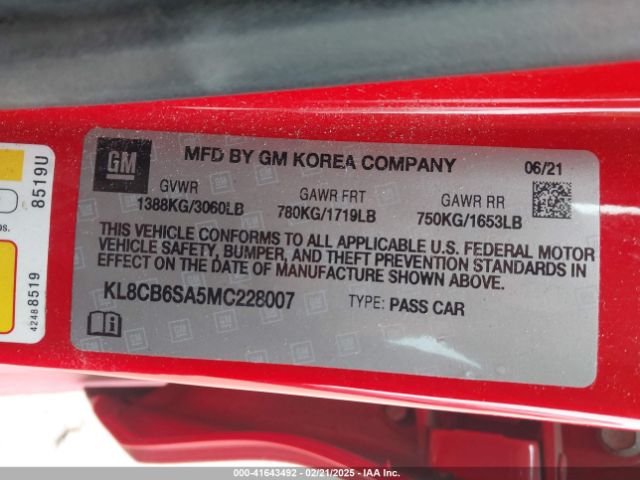 GM
MFD BY GM KOREA COMPANY 06/21
GVWR GAWR FRT GAWR RR
1388KG/3060LB 780KG/1719LB 750KG/1653LB
THIS VEHICLE CONFORMS TO ALL APPLICABLE U.S. FEDERAL MOTOR
VEHICLE SAFETY, BUMPER, AND THEFT PREVENTION STANDARDS IN
EFFECT ON THE DATE OF MANUFACTURE SHOWN ABOVE.
KL8CB6SA5MC228007 TYPE: PASS CAR
8519U
bs.
4248 8519
000-41643492 - 02/21/2025 - IAA Inc.